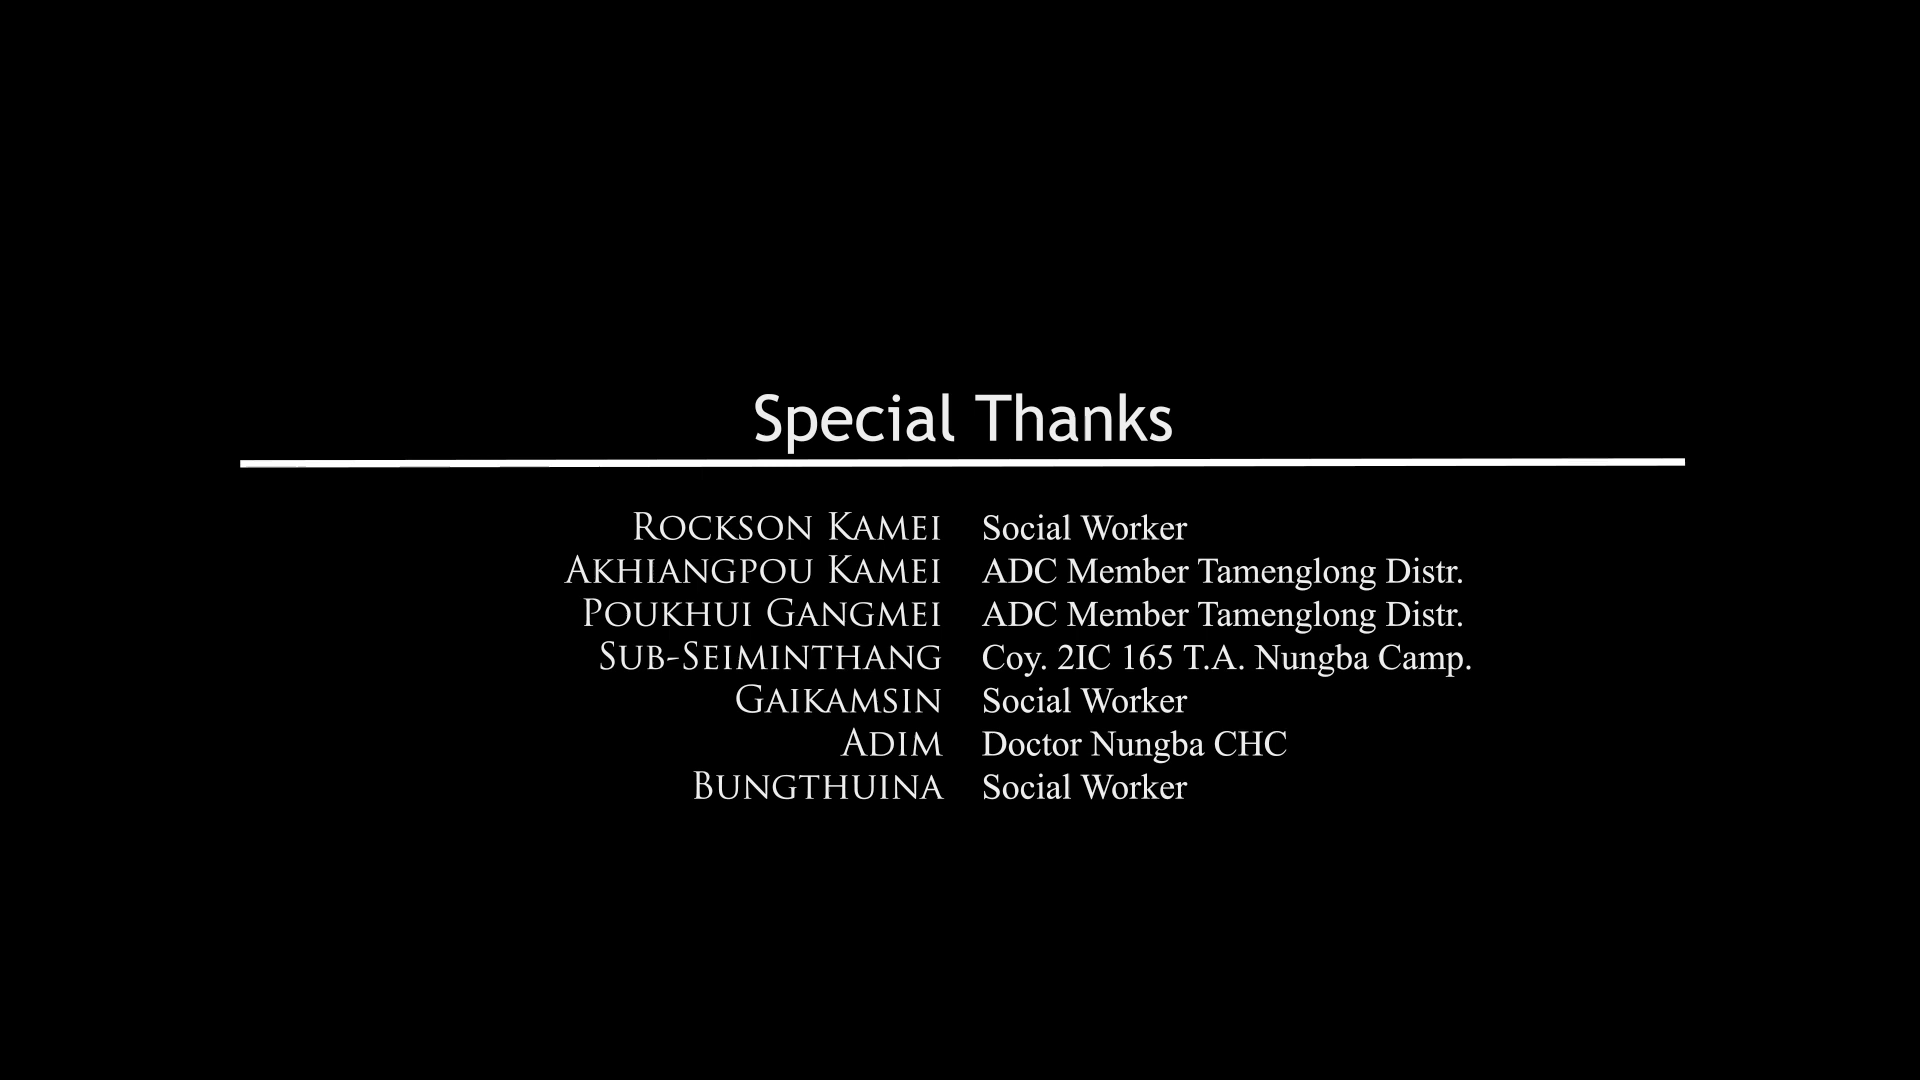 Special Thanks
Rockson Kamei Social Worker
Akhiangpou Kamei ADC Member Tamenglong Distr.
Poukhui Gangmei ADC Member Tamenglong Distr.
Sub-Seiminthang Coy. 2IC 165 T.A. Nungba Camp.
Gaikamsin Social Worker
Adim Doctor Nungba CHC
Bungthuina Social Worker